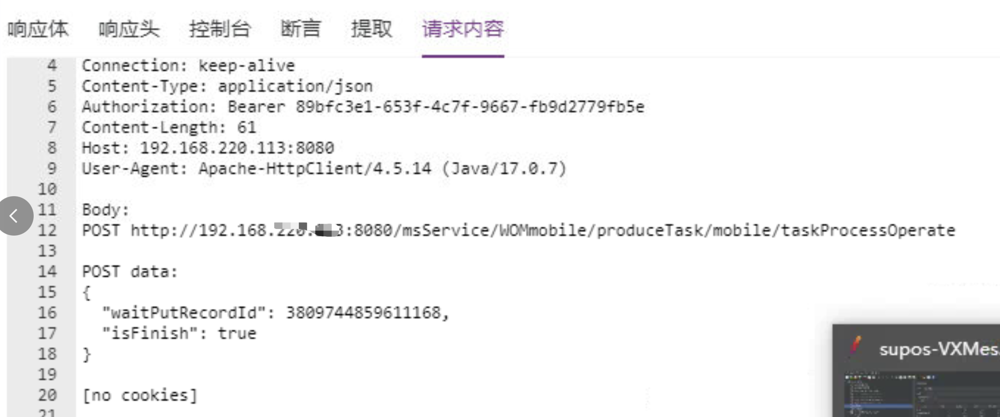 响应体 响应头 控制台 断言 提取 请求内容
4 Connection: keep-alive
5 Content-Type: application/json
6 Authorization: Bearer 89bfc3e1-653f-4c7f-9667-fb9d2779fb5e
7 Content-Length: 61
8 Host: 192.168.220.113:8080
9 User-Agent: Apache-HttpClient/4.5.14 (Java/17.0.7)
10
11 Body:
12 POST http://192.168.220. 3:8080/msService/WOMmobile/produceTask/mobile/taskProcessOperate
13
14 POST data:
15 {
16 "waitPutRecordId": 3809744859611168,
17 "isFinish": true
18 }
19
20 [no cookies]
21
supos-VXMes